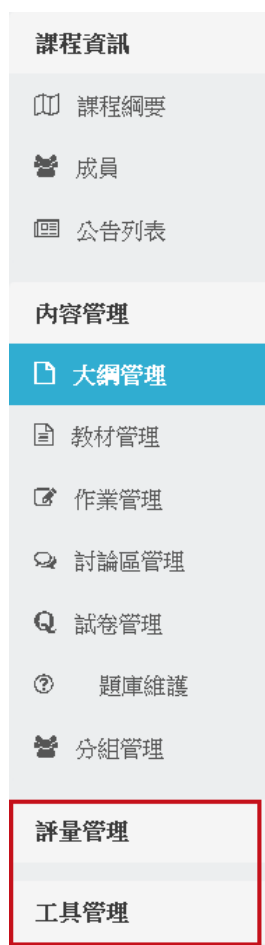 課程資訊
課程綱要
成員
公告列表
內容管理
大綱管理
教材管理
作業管理
討論區管理
試卷管理
題庫維護
分組管理
評量管理
工具管理